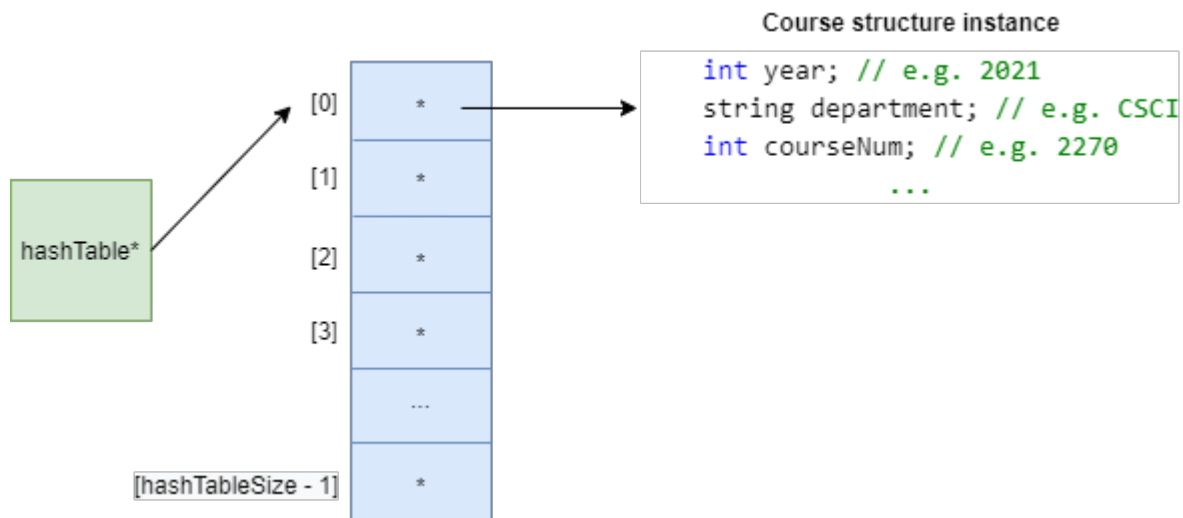 Course structure instance
int year; // e.g. 2021
string department; // e.g. CSCI
int courseNum; // e.g. 2270
...
hashTable*
[0] *
[1] *
[2] *
[3] *
...
[hashTableSize - 1] *